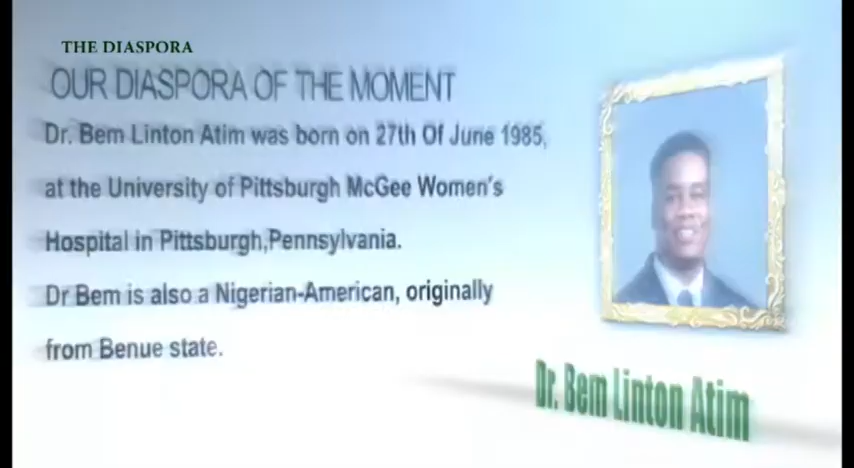 THE DIASPORA
OUR DIASPORA OF THE MOMENT
Dr. Bem Linton Atim was born on 27th Of June 1985,
at the University of Pittsburgh McGee Women's
Hospital in Pittsburgh,Pennsylvania.
Dr Bem is also a Nigerian-American, originally
from Benue state.
Dr. Bem Linton Atim